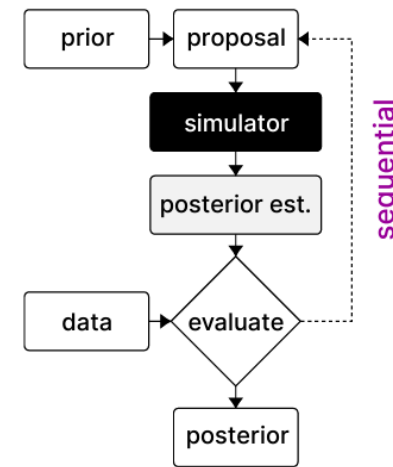 prior
proposal
simulator
sequential
posterior est.
data
evaluate
posterior